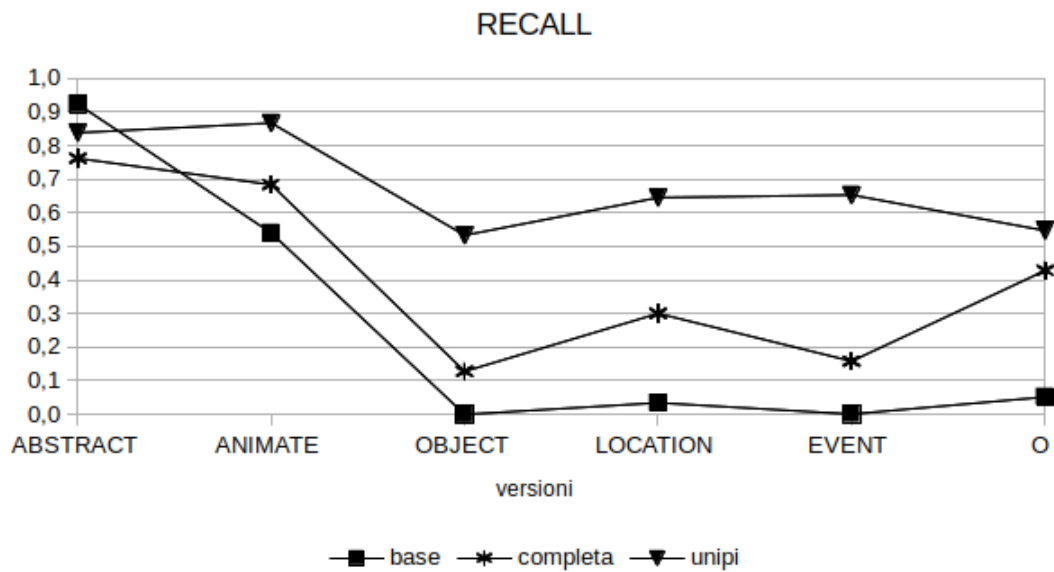 RECALL
1,0
0,9
0,8
0,7
0,6
0,5
0,4
0,3
0,2
0,1
0,0
ABSTRACT ANIMATE OBJECT LOCATION EVENT O
versioni
base completa unipi